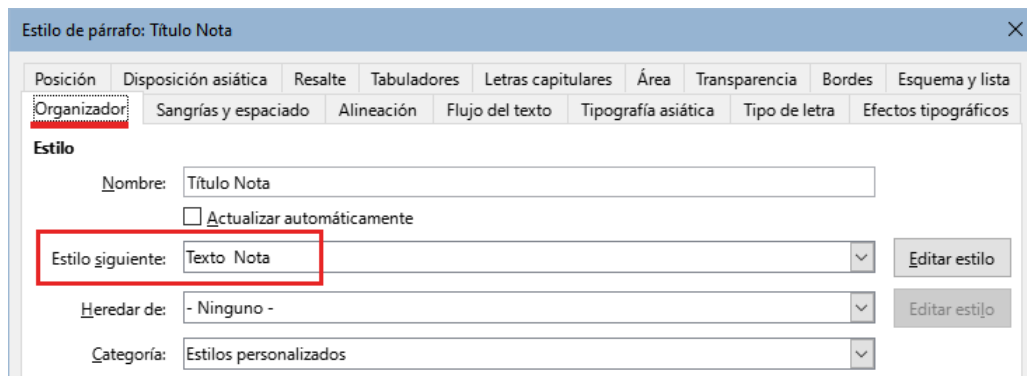 Estilo de párrafo: Título Nota
Posición Disposición asiática Resalte Tabuladores Letras capitulares Área Transparencia Bordes Esquema y lista
Organizador Sangrías y espaciado Alineación Flujo del texto Tipografía asiática Tipo de letra Efectos tipográficos
Estilo
Nombre: Título Nota
Actualizar automáticamente
Estilo siguiente: Texto  Nota Editar estilo
Heredar de: - Ninguno - Editar estilo
Categoría: Estilos personalizados